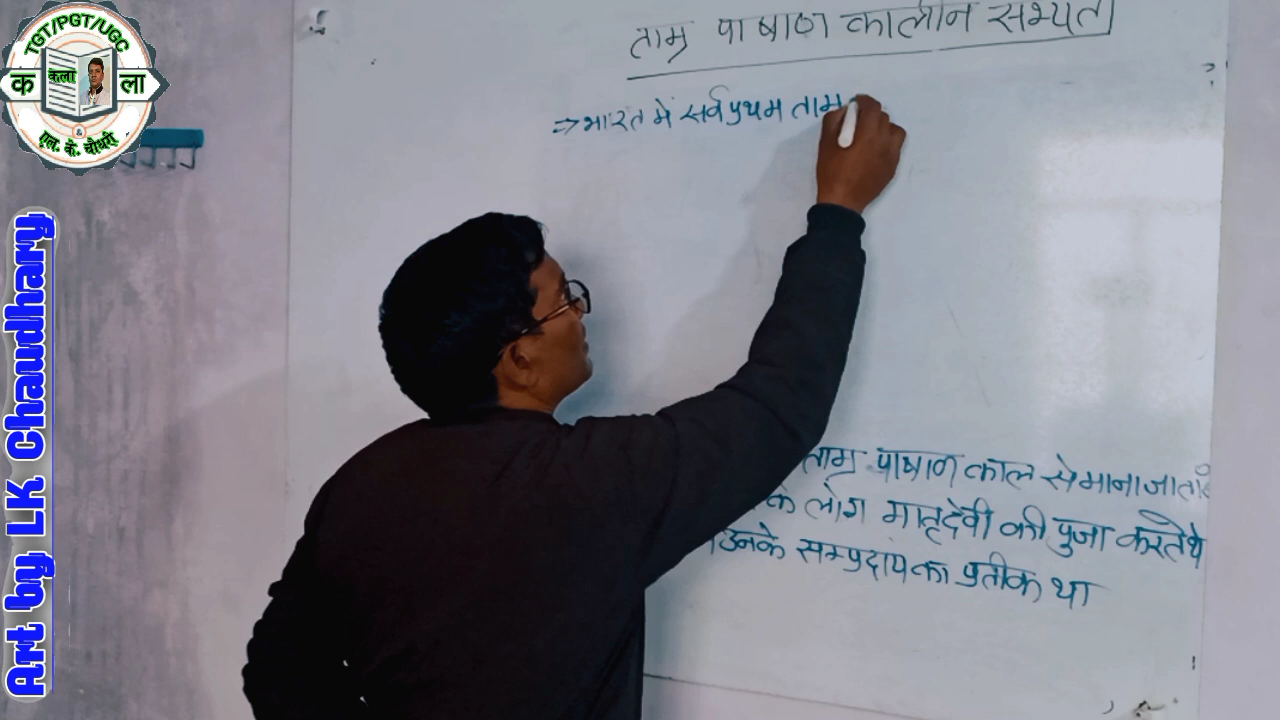 TGT/PGT/UGC
क कला ला
&
एल. के. चौधरी
Art by LK Chaudhary
ताम्र पाषाण कालीन सभ्यता
=> भारत में सर्वप्रथम ताम्र
ताम्र पाषाण काल से माना जाता
के लोग मातृदेवी की पुजा करते थे
उनके सम्प्रदाय का प्रतीक था